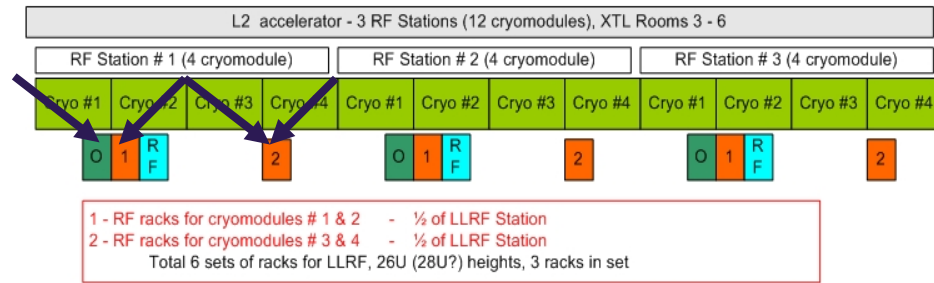 L2 accelerator - 3 RF Stations (12 cryomodules), XTL Rooms 3 - 6
RF Station # 1 (4 cryomodule) RF Station # 2 (4 cryomodule) RF Station # 3 (4 cryomodule)
Cryo #1 Cryo #2 Cryo #3 Cryo #4 Cryo #1 Cryo #2 Cryo #3 Cryo #4 Cryo #1 Cryo #2 Cryo #3 Cryo #4
O 1 RF 2 O 1 RF 2 O 1 RF 2
1 - RF racks for cryomodules # 1 & 2 - ½ of LLRF Station
2 - RF racks for cryomodules # 3 & 4 - ½ of LLRF Station
Total 6 sets of racks for LLRF, 26U (28U?) heights, 3 racks in set